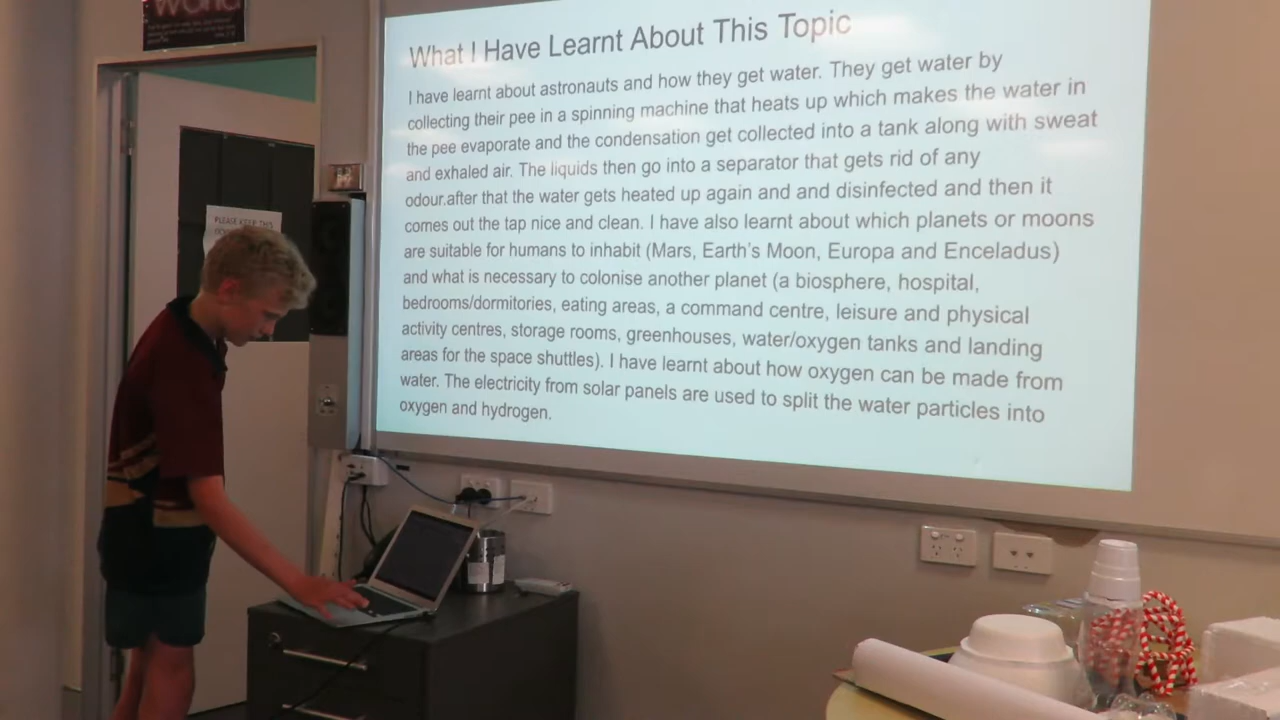 World
What I Have Learnt About This Topic
I have learnt about astronauts and how they get water. They get water by
collecting their pee in a spinning machine that heats up which makes the water in
the pee evaporate and the condensation get collected into a tank along with sweat
and exhaled air. The liquids then go into a separator that gets rid of any
odour.after that the water gets heated up again and and disinfected and then it
comes out the tap nice and clean. I have also learnt about which planets or moons
are suitable for humans to inhabit (Mars, Earth's Moon, Europa and Enceladus)
and what is necessary to colonise another planet (a biosphere, hospital,
bedrooms/dormitories, eating areas, a command centre, leisure and physical
activity centres, storage rooms, greenhouses, water/oxygen tanks and landing
areas for the space shuttles). I have learnt about how oxygen can be made from
water. The electricity from solar panels are used to split the water particles into
oxygen and hydrogen.
PLEASE KEEP THIS